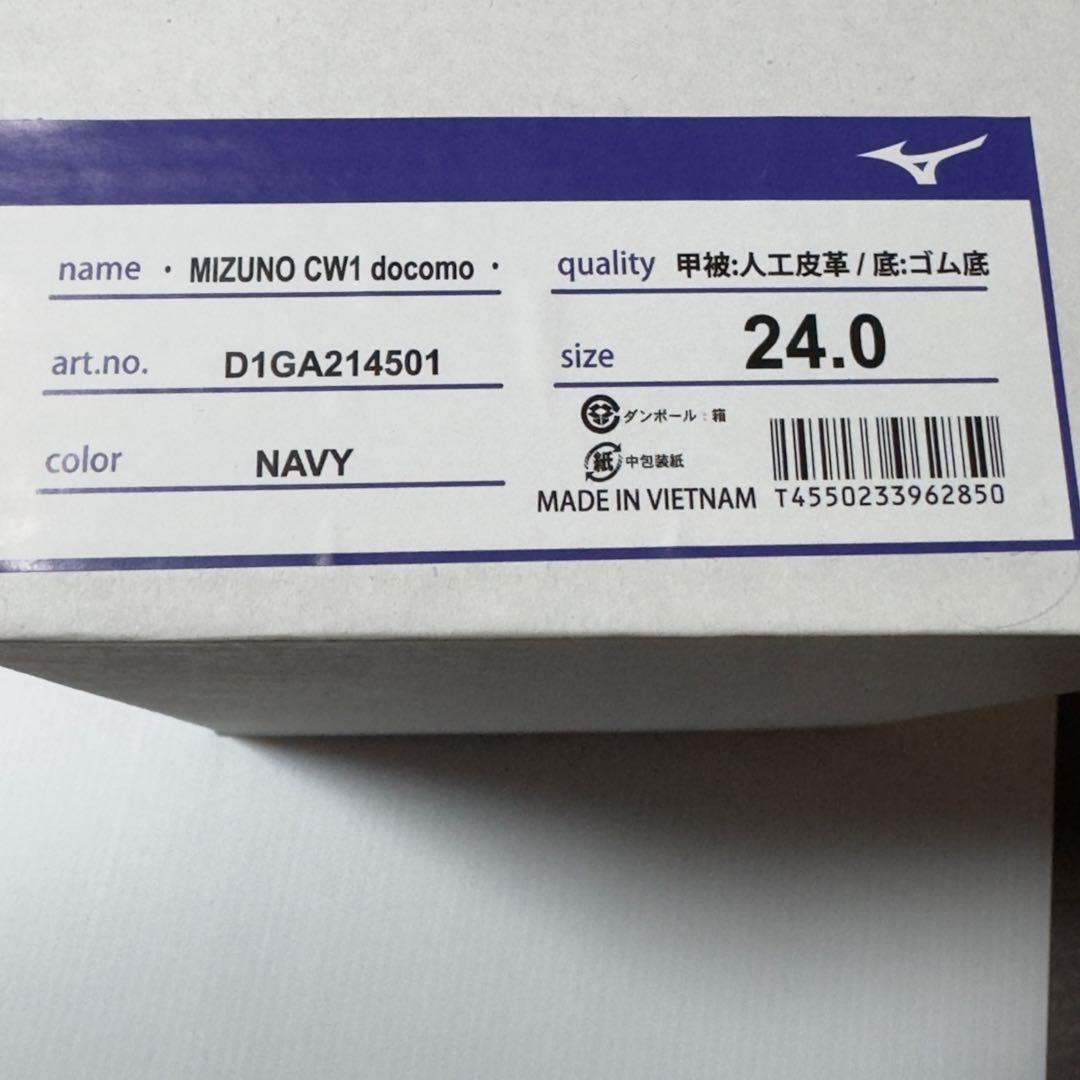 name ・ MIZUNO CW1 docomo ・
quality 甲被:人工皮革 / 底:ゴム底
art.no. D1GA214501
size 24.0
color NAVY
ダンボール : 箱
紙 中包装紙
MADE IN VIETNAM
T4550233962850